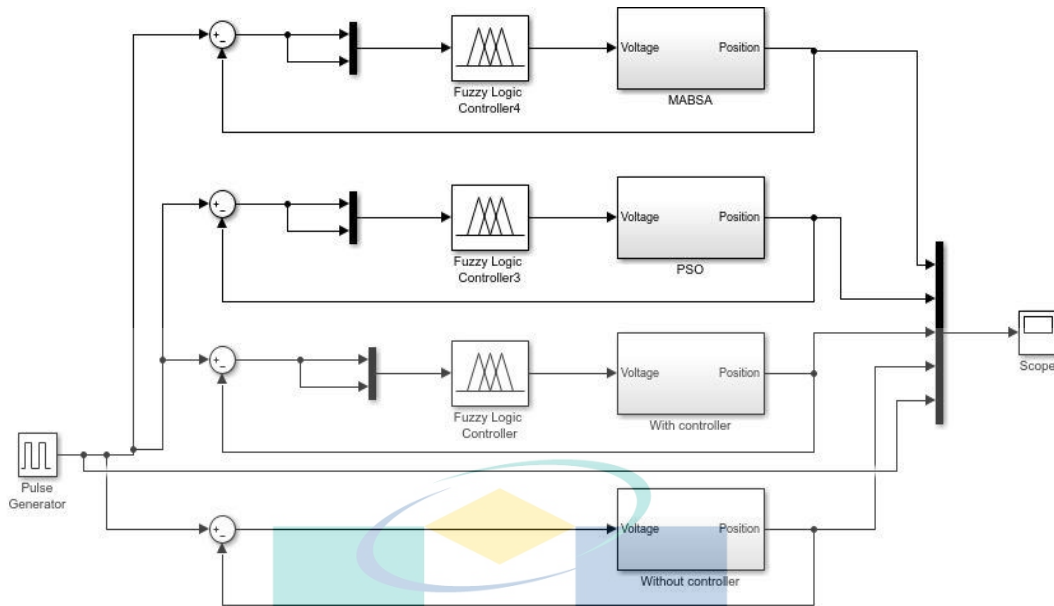 Voltage Position
Fuzzy Logic
Controller4
MABSA
Voltage Position
Fuzzy Logic
Controller3
PSO
Voltage Position
Scope
Fuzzy Logic
Controller
With controller
Pulse
Generator
Voltage Position
Without controller